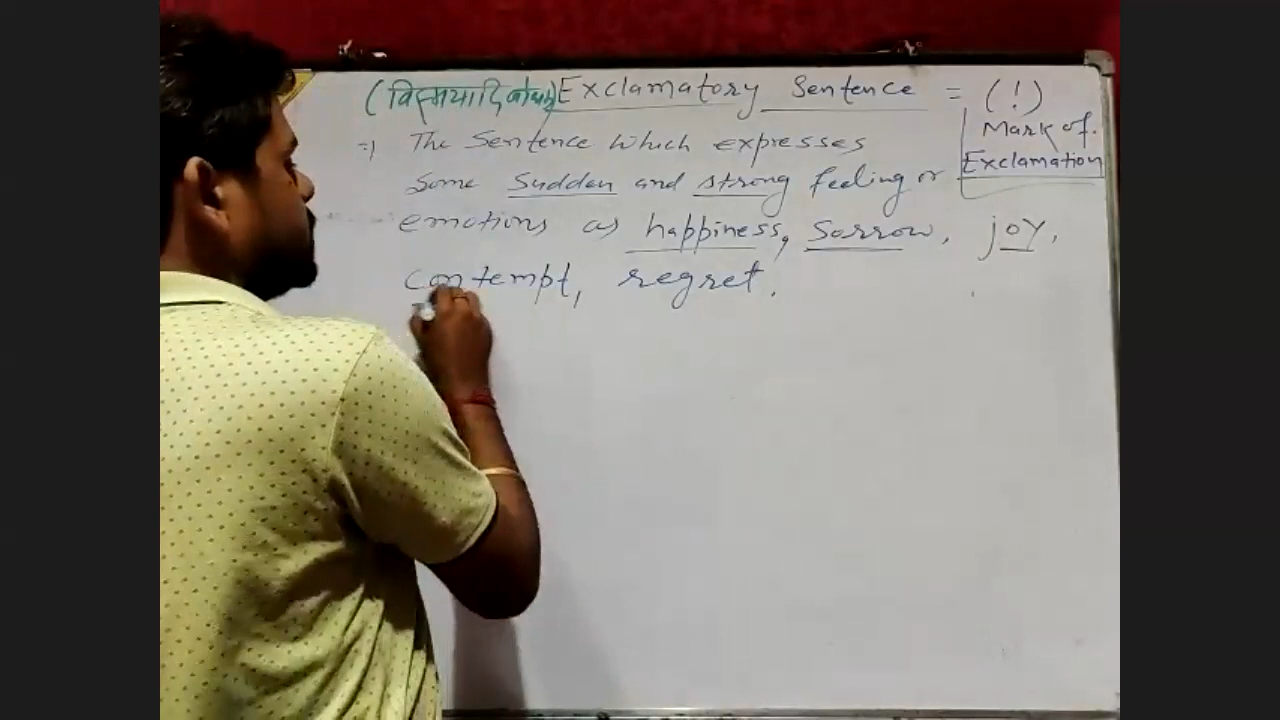 (विस्मयादिबोधक) Exclamatory Sentence = (!)
Mark of.
Exclamation
=) The Sentence which expresses
Some Sudden and strong feeling or
emotions as happiness, Sorrow, joy,
contempt, regret.